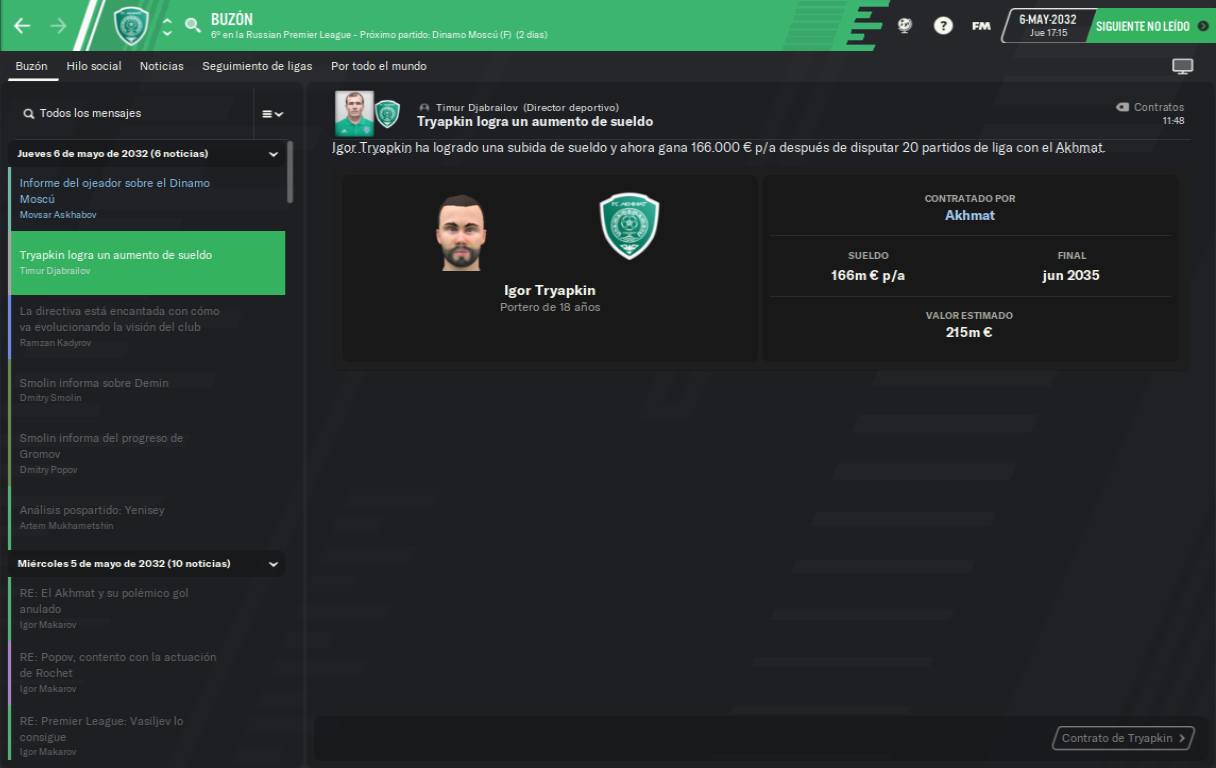 BUZÓN
6º en la Russian Premier League - Próximo partido: Dinamo Moscú (F) (2 días)
?
FM
6-MAY-2032
Jue 17:15
SIGUIENTE NO LEÍDO
Buzón Hilo social Noticias Seguimiento de ligas Por todo el mundo
Todos los mensajes
Jueves 6 de mayo de 2032 (6 noticias)
Informe del ojeador sobre el Dinamo
Moscú
Movsar Askhabov
Tryapkin logra un aumento de sueldo
Timur Djabrailov
La directiva está encantada con cómo
va evolucionando la visión del club
Ramzan Kadyrov
Smolin informa sobre Demin
Dmitry Smolin
Smolin informa del progreso de
Gromov
Dmitry Popov
Análisis pospartido: Yenisey
Artem Mukhametshin
Miércoles 5 de mayo de 2032 (10 noticias)
RE: El Akhmat y su polémico gol
anulado
Igor Makarov
RE: Popov, contento con la actuación
de Rochet
Igor Makarov
RE: Premier League: Vasiljev lo
consigue
Igor Makarov
Timur Djabrailov (Director deportivo)
Tryapkin logra un aumento de sueldo
Contratos
11:48
Igor Tryapkin ha logrado una subida de sueldo y ahora gana 166.000 € p/a después de disputar 20 partidos de liga con el Akhmat.
FC AKHMAT
Igor Tryapkin
Portero de 18 años
CONTRATADO POR
Akhmat
SUELDO FINAL
166m € p/a jun 2035
VALOR ESTIMADO
215m €
Contrato de Tryapkin